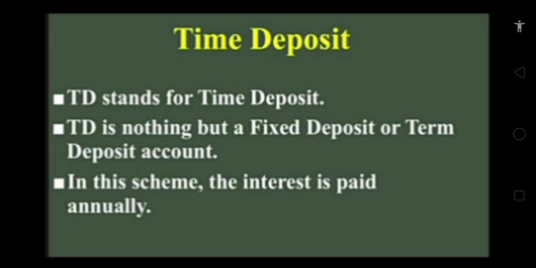 Time Deposit
■TD stands for Time Deposit.
■TD is nothing but a Fixed Deposit or Term
Deposit account.
■In this scheme, the interest is paid
annually.